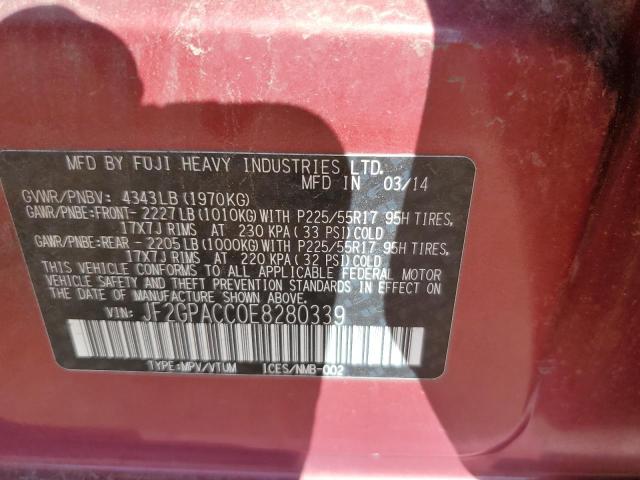 MFD BY FUJI HEAVY INDUSTRIES LTD.
MFD IN 03/14
GVWR/PNBV: 4343LB(1970KG)
GAWR/PNBE:FRONT- 2227LB(1010KG)WITH P225/55R17 95H TIRES,
17X7J RIMS AT 230 KPA(33 PSI)COLD
GAWR/PNBE:REAR - 2205LB(1000KG)WITH P225/55R17 95H TIRES,
17X7J RIMS AT 220 KPA(32 PSI)COLD
THIS VEHICLE CONFORMS TO ALL APPLICABLE FEDERAL MOTOR
VEHICLE SAFETY AND THEFT PREVENTION STANDARDS IN EFFECT
ON THE DATE OF MANUFACTURE SHOWN ABOVE.
VIN: JF2GPACC0E8280339
TYPE:MPV/VTUM ICES/NMB-002